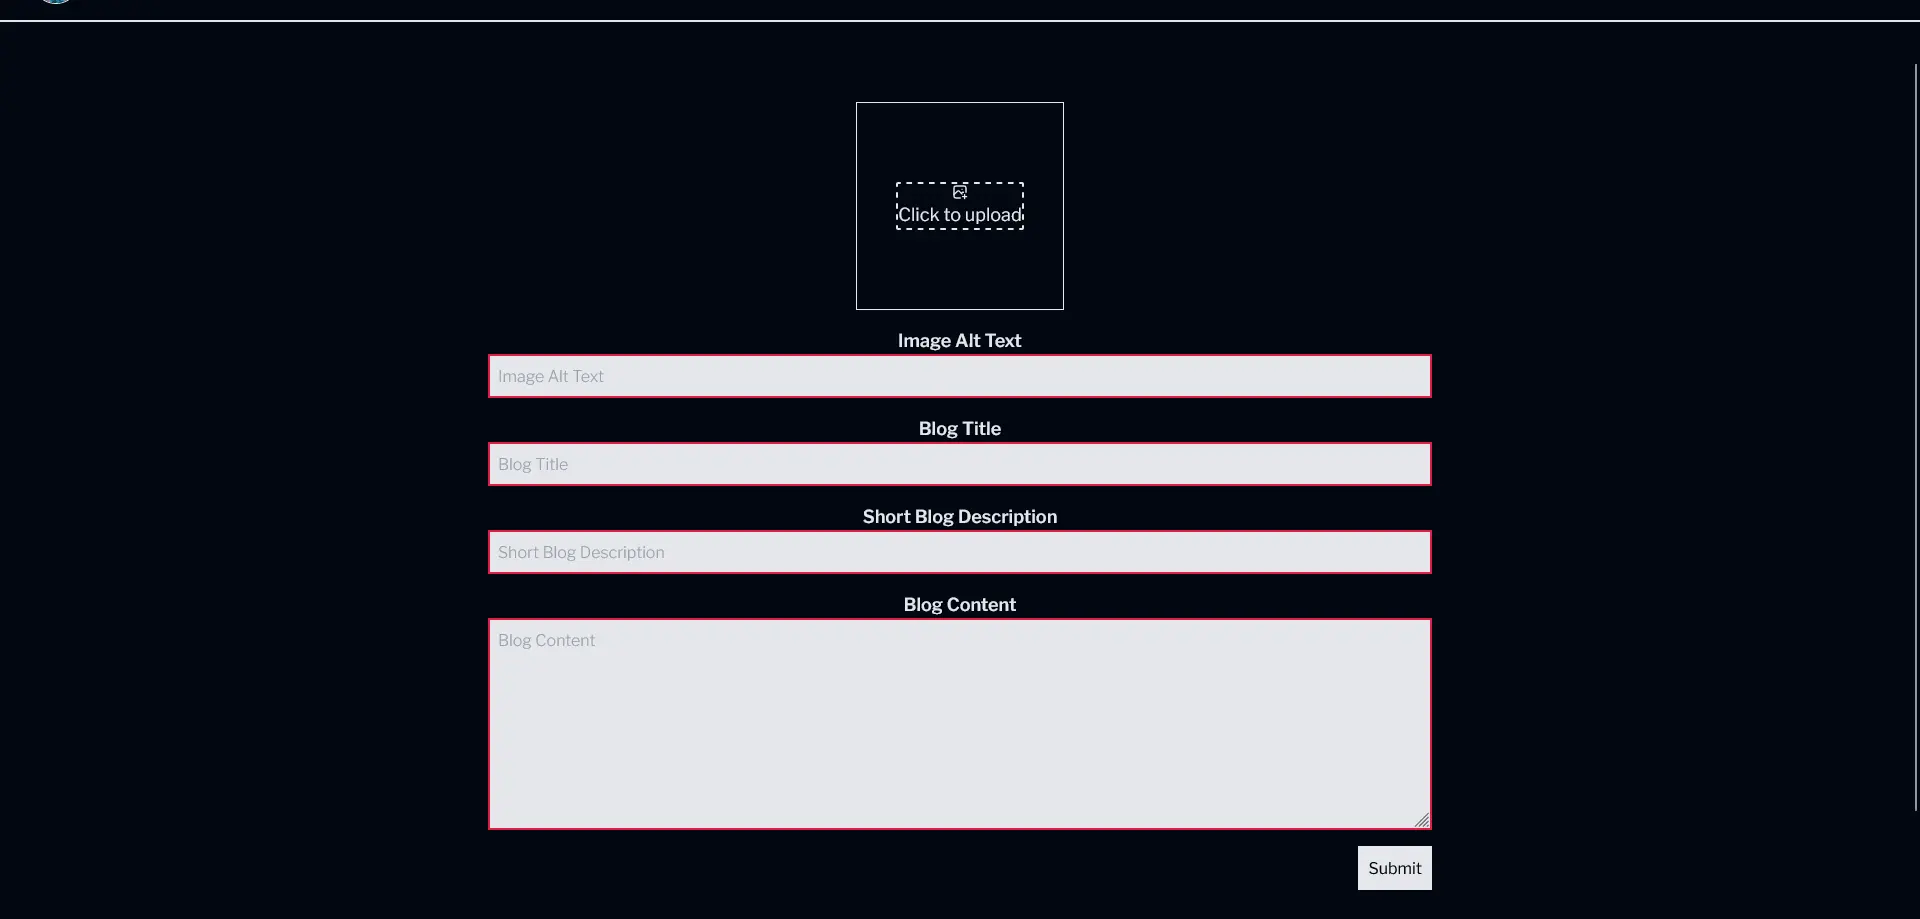 Click to upload
Image Alt Text
Image Alt Text
Blog Title
Blog Title
Short Blog Description
Short Blog Description
Blog Content
Blog Content
Submit